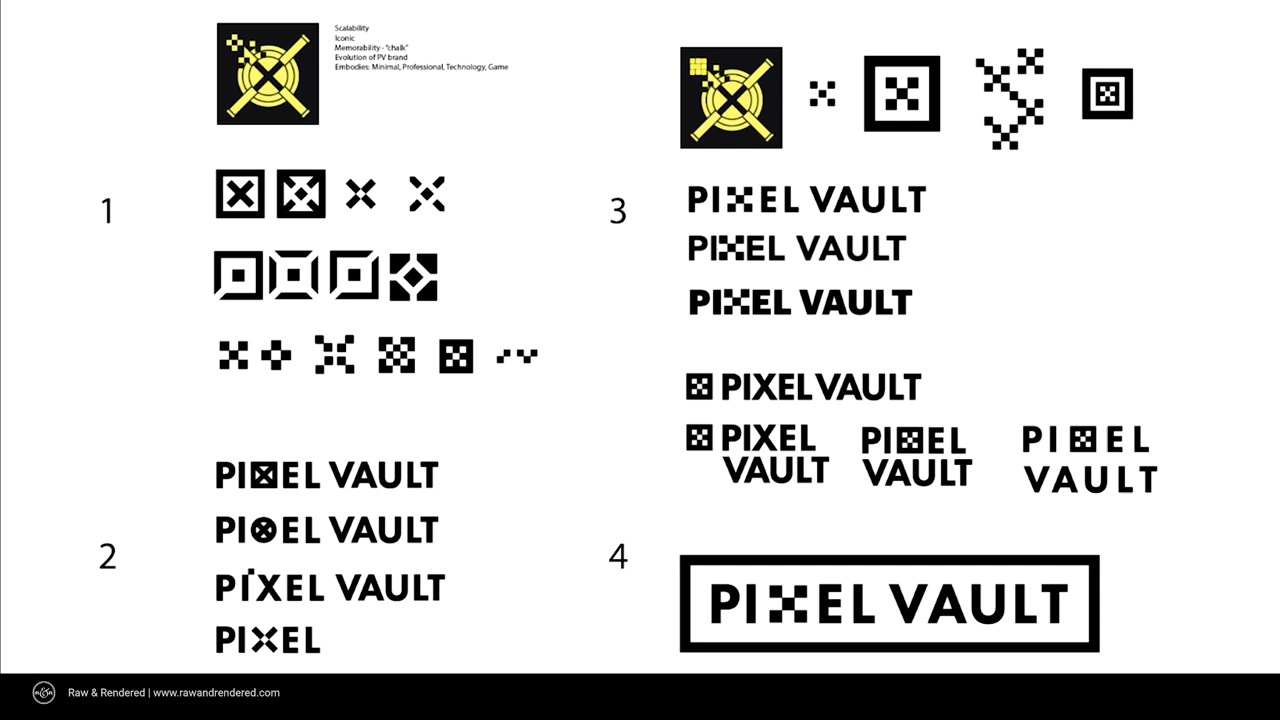 Scalability
Iconic
Memorability - "chalk"
Evolution of PV brand
Embodies: Minimal, Professional, Technology, Game
1
2
PIXEL VAULT
PIXEL VAULT
PIXEL VAULT
PIXEL
3
PIXEL VAULT
PIXEL VAULT
PIXEL VAULT
PIXEL VAULT
PIXEL
VAULT
PIXEL
VAULT
PIXEL
VAULT
4
PIXEL VAULT
R&R
Raw & Rendered | www.rawandrendered.com